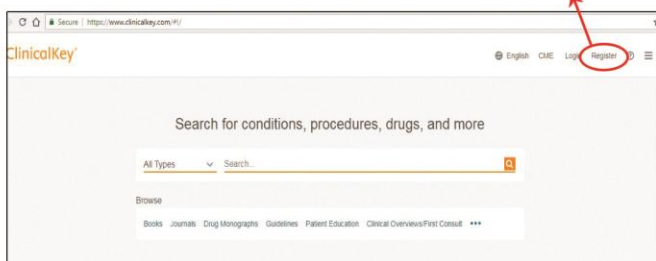 Secure | https://www.clinicalkey.com/#!/
ClinicalKey
English CME Login Register
Search for conditions, procedures, drugs, and more
All Types Search...
Browse
Books Journals Drug Monographs Guidelines Patient Education Clinical Overviews/First Consult •••